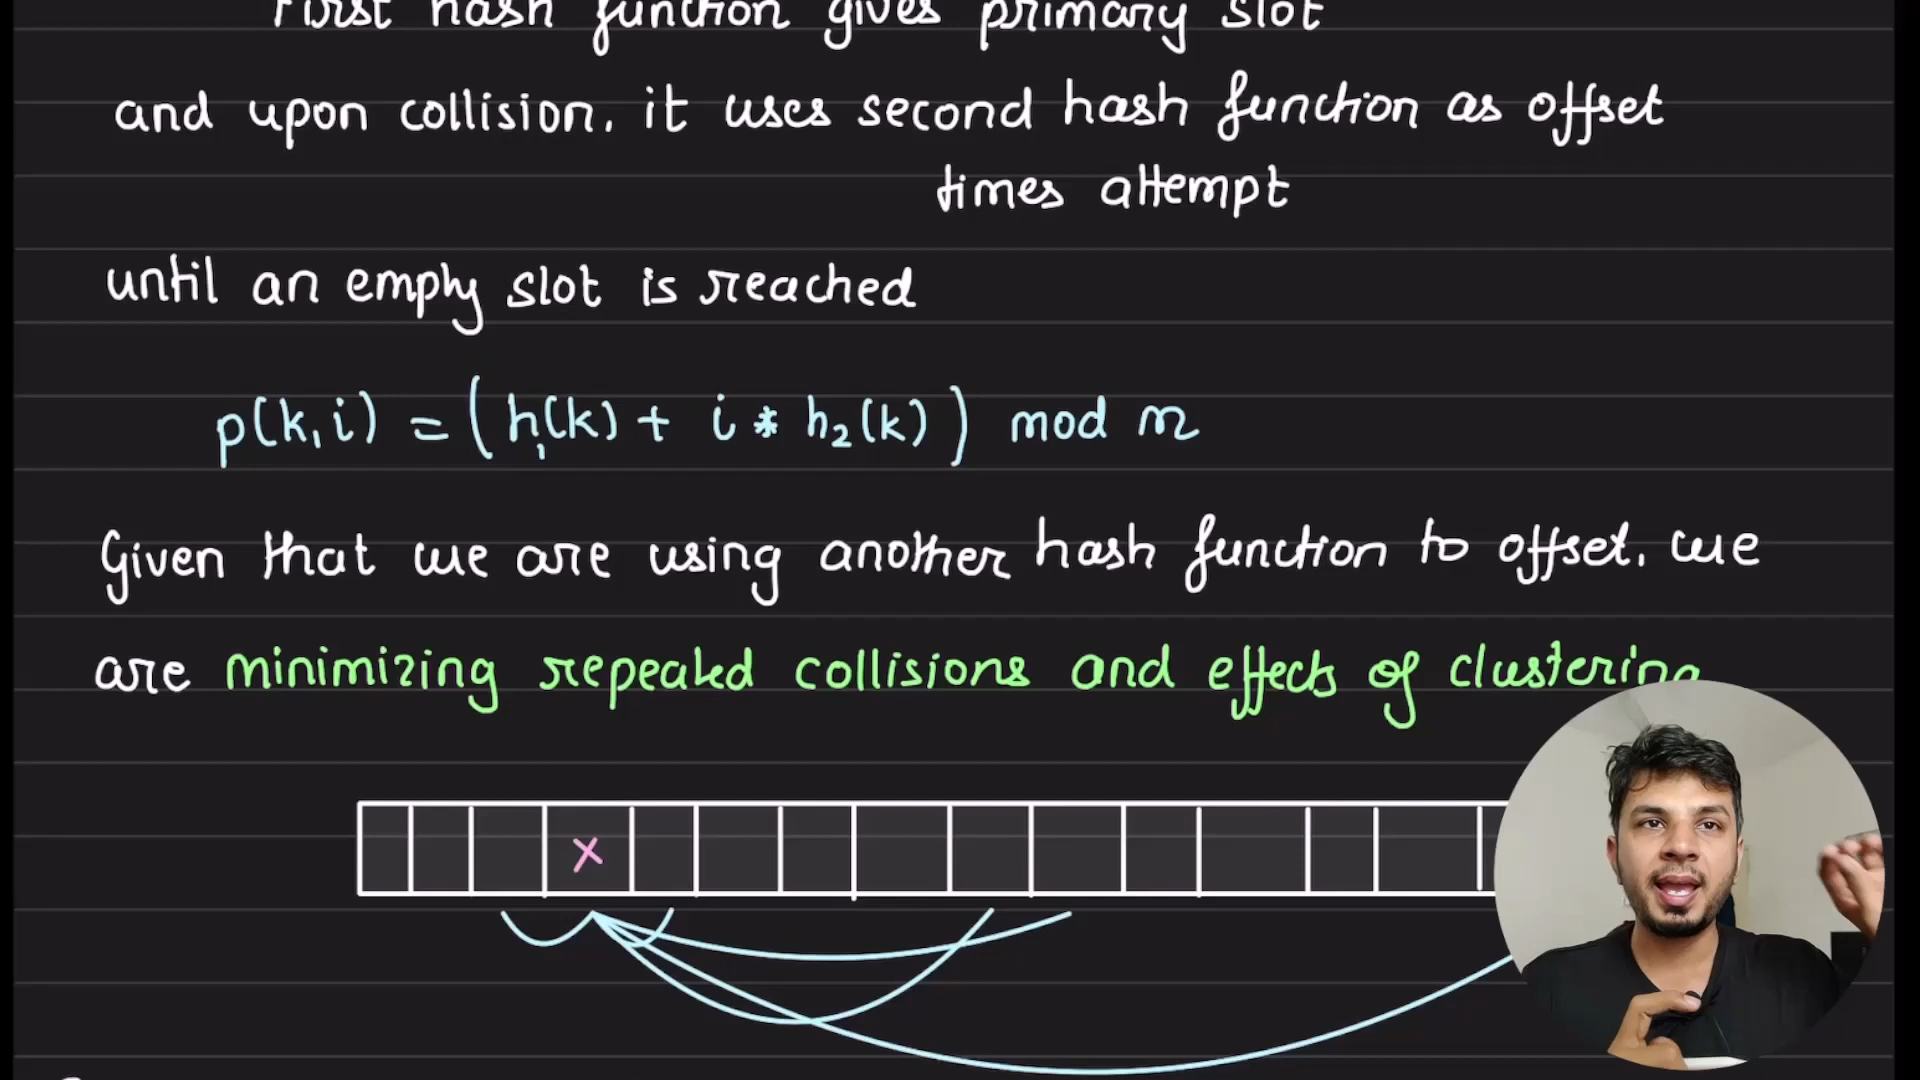 First hash function gives primary slot
and upon collision, it uses second hash function as offset
times attempt
until an empty slot is reached
p(k,i) = (h₁(k) + i * h₂(k)) mod m
Given that we are using another hash function to offset, we
are minimizing repeated collisions and effects of clustering
x